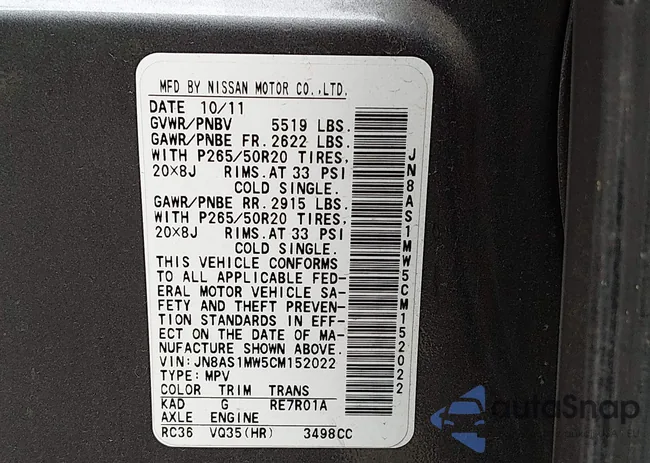 MFD BY NISSAN MOTOR CO.,LTD.
DATE 10/11
GVWR/PNBV 5519 LBS.
GAWR/PNBE FR. 2622 LBS.
WITH P265/50R20 TIRES,
20×8J RIMS.AT 33 PSI
COLD SINGLE.
GAWR/PNBE RR. 2915 LBS.
WITH P265/50R20 TIRES,
20×8J RIMS.AT 33 PSI
COLD SINGLE.
THIS VEHICLE CONFORMS
TO ALL APPLICABLE FED-
ERAL MOTOR VEHICLE SA-
FETY AND THEFT PREVEN-
TION STANDARDS IN EFF-
ECT ON THE DATE OF MA-
NUFACTURE SHOWN ABOVE.
VIN: JN8AS1MW5CM152022
TYPE: MPV
COLOR TRIM TRANS
KAD G RE7R01A
AXLE ENGINE
RC36 VQ35(HR) 3498CC
JN8AS1MW5CM152022
autoSnap